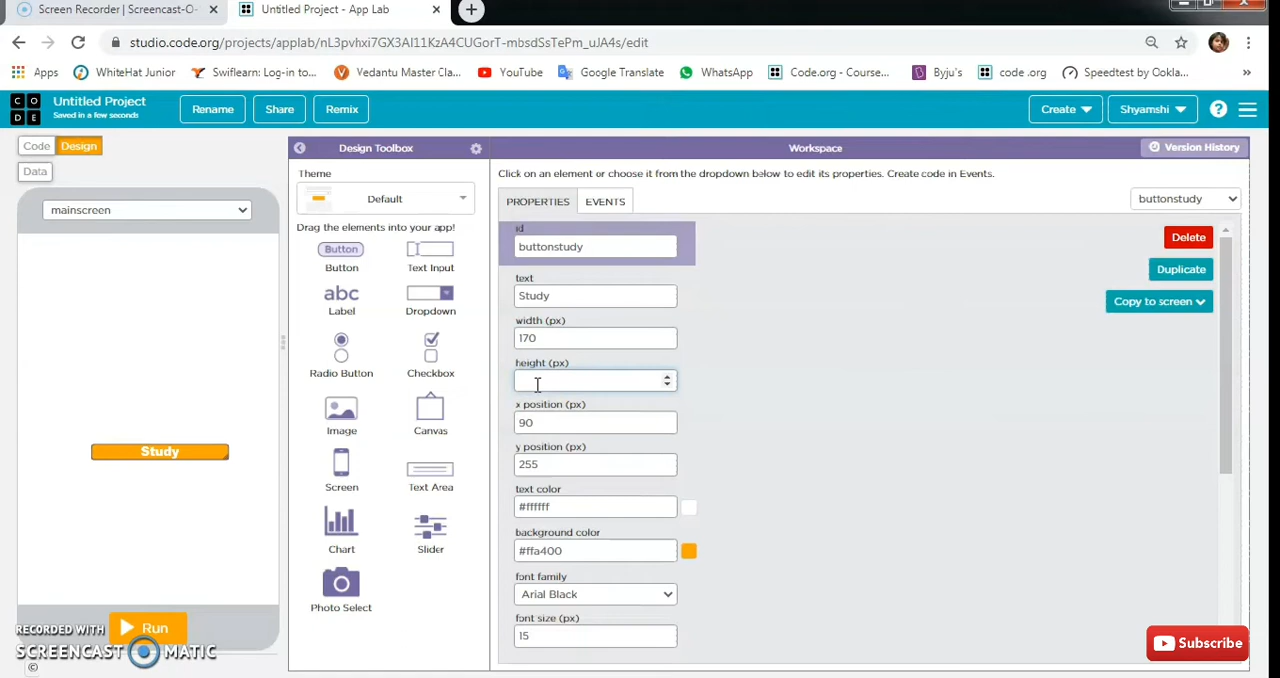 Screen Recorder | Screencast-O-
Untitled Project - App Lab
studio.code.org/projects/applab/nL3pvhxi7GX3AI11KzA4CUGorT-mbsdSsTePm_uJA4s/edit
Apps WhiteHat Junior Swiflearn: Log-in to... Vedantu Master Cla... YouTube Google Translate WhatsApp Code.org - Course... Byju's code .org Speedtest by Ookla... »
CO
DE
Untitled Project
Saved in a few seconds
Rename Share Remix Create Shyamshi ?
Code Design
Data
mainscreen
Study
Run
RECORDED WITH
SCREENCAST MATIC
©
Design Toolbox
Theme
Default
Drag the elements into your app!
Button
Button Text Input
abc
Label Dropdown
Radio Button Checkbox
Image Canvas
Screen Text Area
Chart Slider
Photo Select
Workspace
Version History
Click on an element or choose it from the dropdown below to edit its properties. Create code in Events.
PROPERTIES EVENTS
buttonstudy
id
buttonstudy
text
Study
width (px)
170
height (px)
x position (px)
90
y position (px)
255
text color
#ffffff
background color
#ffa400
font family
Arial Black
font size (px)
15
Delete
Duplicate
Copy to screen
Subscribe